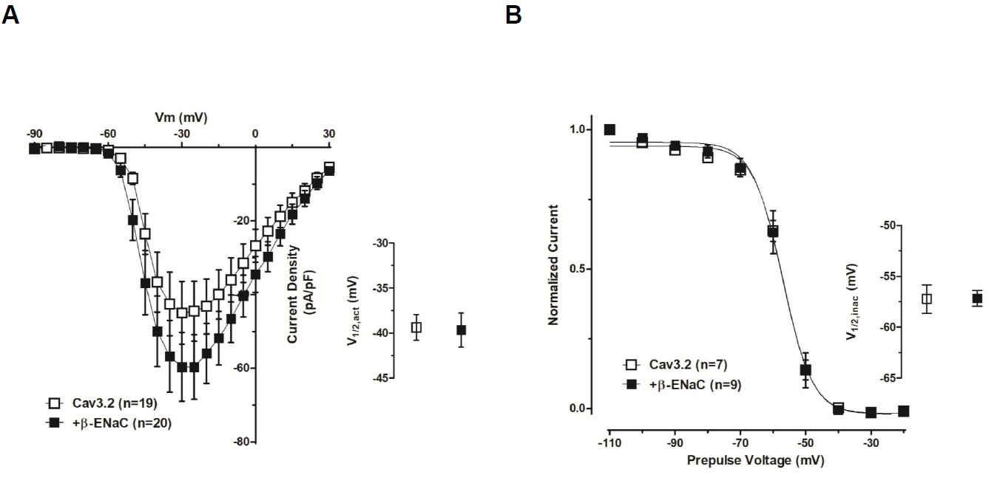 A
B
Vm (mV)
-90 -60 -30 0 30
-20
-60
-80
Current Density
(pA/pF)
Cav3.2 (n=19)
+β-ENaC (n=20)
-30
-35
-40
-45
V1/2,act (mV)
1.0
0.5
0.0
Normalized Current
Cav3.2 (n=7)
+β-ENaC (n=9)
-50
-55
-60
-65
V1/2,inac (mV)
-110 -90 -70 -50 -30
Prepulse Voltage (mV)